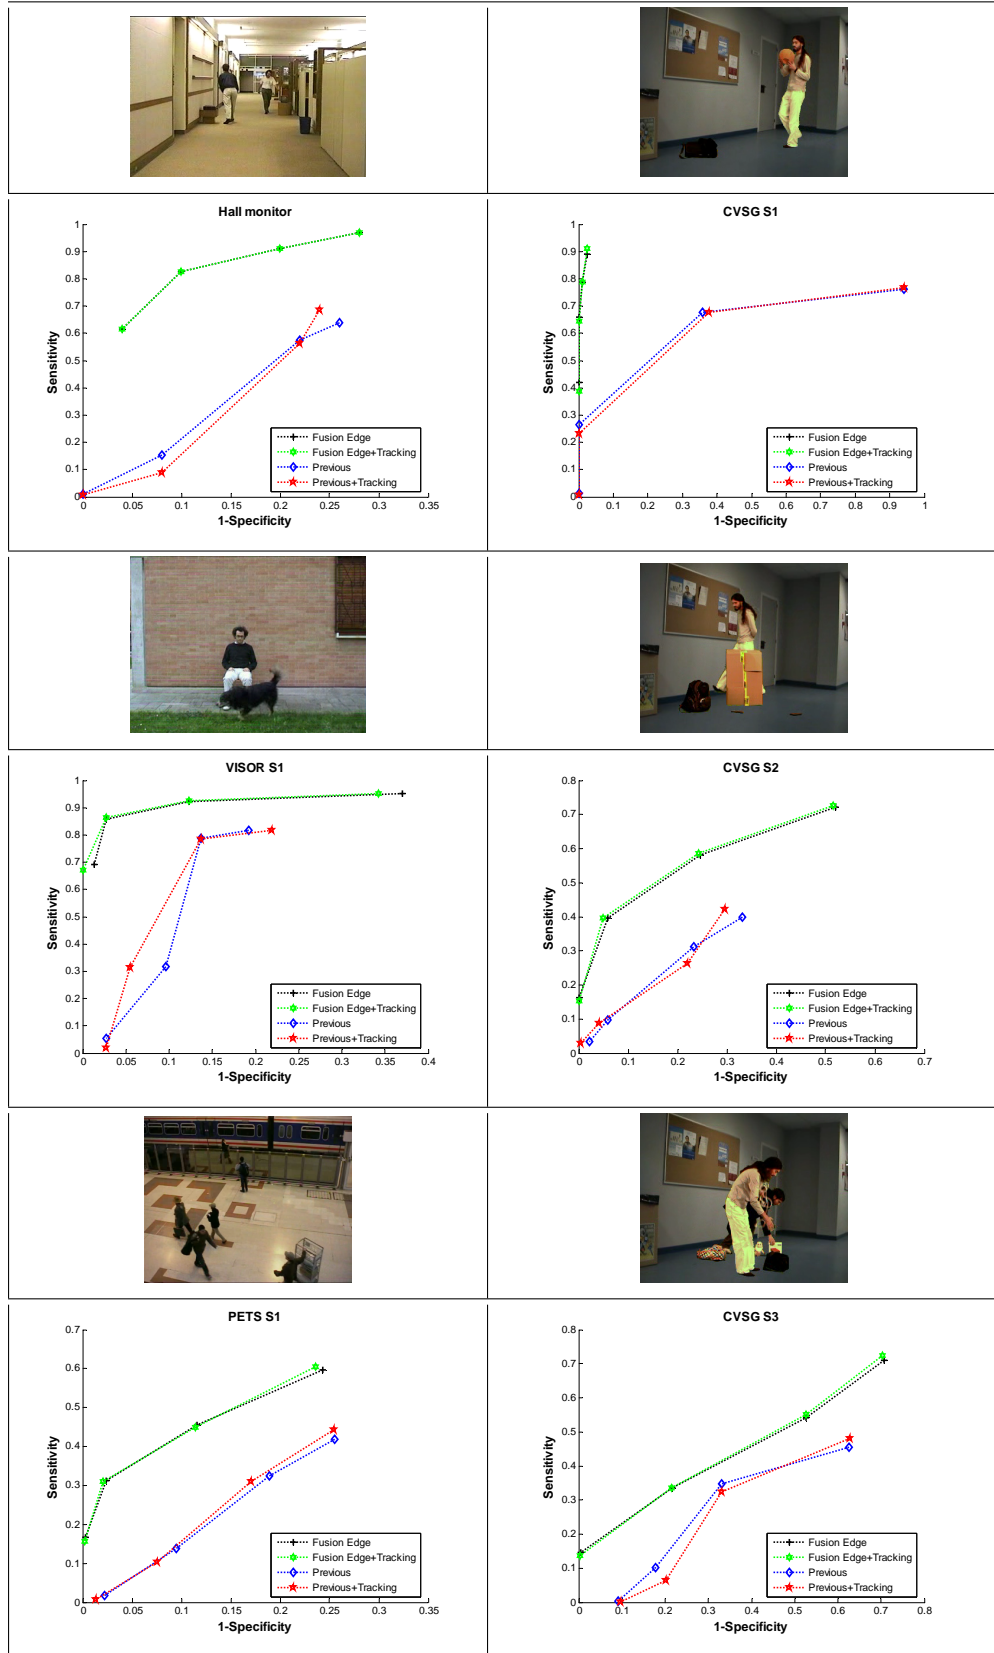 Hall monitor
1
0.9
0.8
0.7
0.6
0.5
0.4
0.3
0.2
0.1
0
Sensitivity
Fusion Edge
Fusion Edge+Tracking
Previous
Previous+Tracking
0 0.05 0.1 0.15 0.2 0.25 0.3 0.35
1-Specificity
CVSG S1
1
0.9
0.8
0.7
0.6
0.5
0.4
0.3
0.2
0.1
0
Sensitivity
Fusion Edge
Fusion Edge+Tracking
Previous
Previous+Tracking
0 0.1 0.2 0.3 0.4 0.5 0.6 0.7 0.8 0.9 1
1-Specificity
VISOR S1
1
0.9
0.8
0.7
0.6
0.5
0.4
0.3
0.2
0.1
0
Sensitivity
Fusion Edge
Fusion Edge+Tracking
Previous
Previous+Tracking
0 0.05 0.1 0.15 0.2 0.25 0.3 0.35 0.4
1-Specificity
CVSG S2
0.8
0.7
0.6
0.5
0.4
0.3
0.2
0.1
0
Sensitivity
Fusion Edge
Fusion Edge+Tracking
Previous
Previous+Tracking
0 0.1 0.2 0.3 0.4 0.5 0.6 0.7
1-Specificity
PETS S1
0.7
0.6
0.5
0.4
0.3
0.2
0.1
0
Sensitivity
Fusion Edge
Fusion Edge+Tracking
Previous
Previous+Tracking
0 0.05 0.1 0.15 0.2 0.25 0.3 0.35
1-Specificity
CVSG S3
0.8
0.7
0.6
0.5
0.4
0.3
0.2
0.1
0
Sensitivity
Fusion Edge
Fusion Edge+Tracking
Previous
Previous+Tracking
0 0.1 0.2 0.3 0.4 0.5 0.6 0.7 0.8
1-Specificity